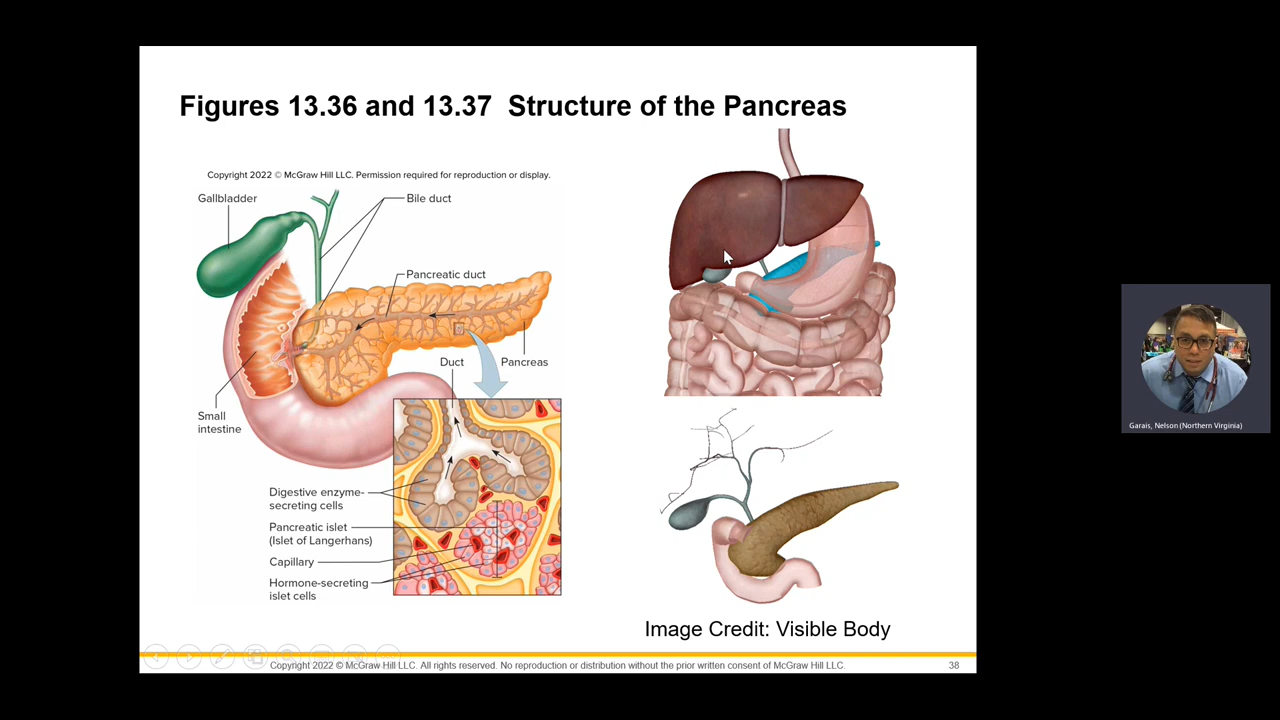 Figures 13.36 and 13.37  Structure of the Pancreas
Copyright 2022 © McGraw Hill LLC. Permission required for reproduction or display.
Gallbladder
Bile duct
Pancreatic duct
Duct
Pancreas
Small
intestine
Digestive enzyme-
secreting cells
Pancreatic islet
(Islet of Langerhans)
Capillary
Hormone-secreting
islet cells
Image Credit: Visible Body
Copyright 2022 © McGraw Hill LLC. All rights reserved. No reproduction or distribution without the prior written consent of McGraw Hill LLC.
38
Garais, Nelson (Northern Virginia)